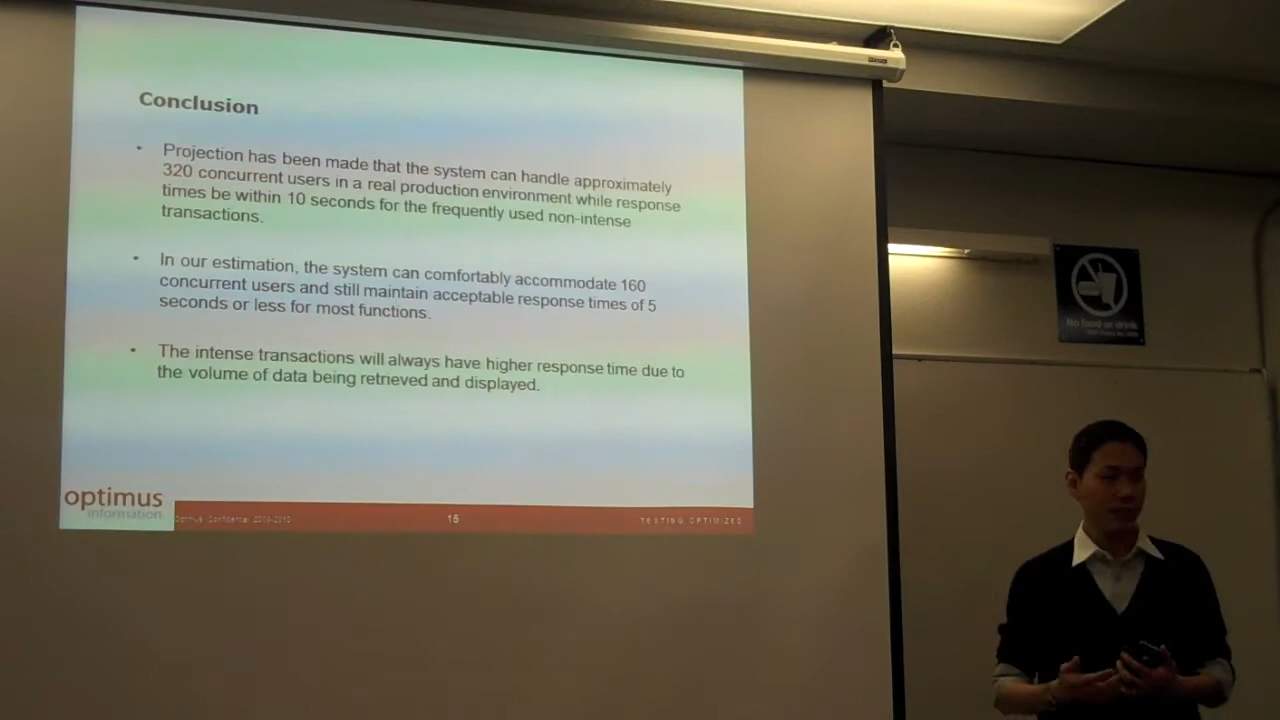 Conclusion
• Projection has been made that the system can handle approximately
320 concurrent users in a real production environment while response
times be within 10 seconds for the frequently used non-intense
transactions.
• In our estimation, the system can comfortably accommodate 160
concurrent users and still maintain acceptable response times of 5
seconds or less for most functions.
• The intense transactions will always have higher response time due to
the volume of data being retrieved and displayed.
optimus
information
15
TESTING OPTIMIZED
No food or drink